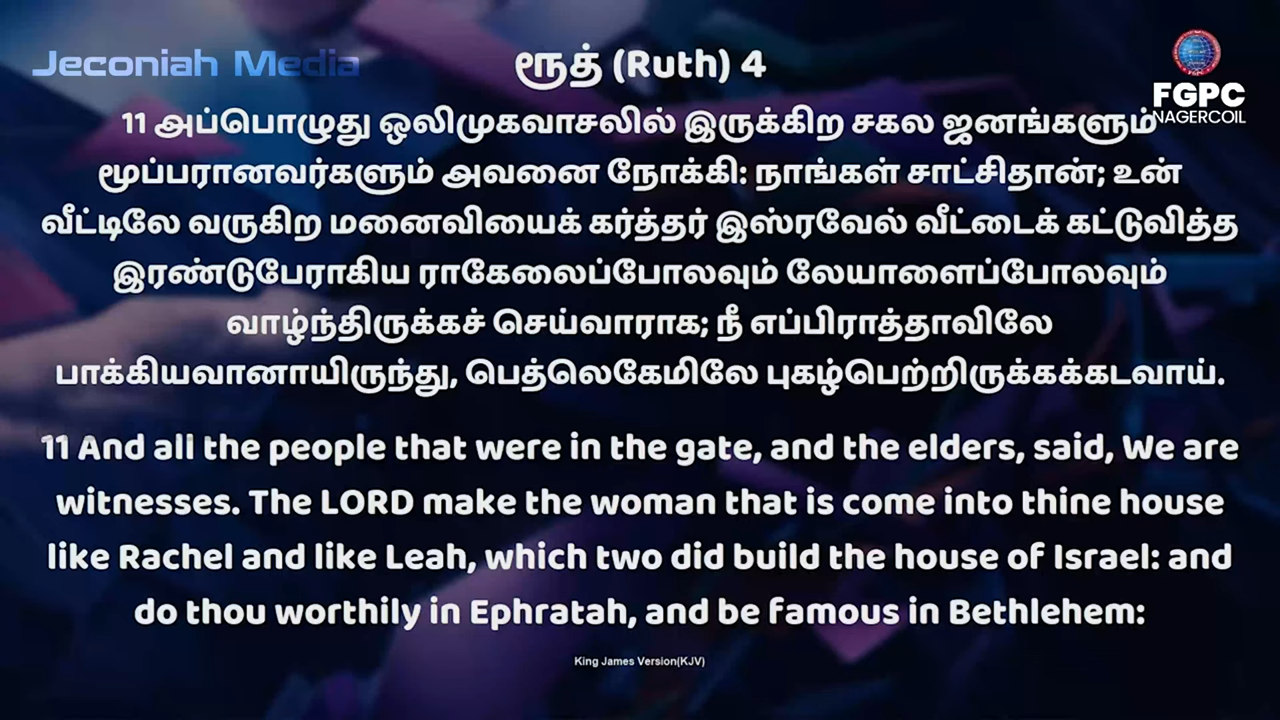 Jeconiah Media
ரூத் (Ruth) 4
FGPC
NAGERCOIL
11 அப்பொழுது ஒலிமுகவாசலில் இருக்கிற சகல ஜனங்களும்
மூப்பரானவர்களும் அவனை நோக்கி: நாங்கள் சாட்சிதான்; உன்
வீட்டிலே வருகிற மனைவியைக் கர்த்தர் இஸ்ரவேல் வீட்டைக் கட்டுவித்த
இரண்டுபேராகிய ராகேலைப்போலவும் லேயாளைப்போலவும்
வாழ்ந்திருக்கச் செய்வாராக; நீ எப்பிராத்தாவிலே
பாக்கியவானாயிருந்து, பெத்லெகேமிலே புகழ்பெற்றிருக்கக்கடவாய்.
11 And all the people that were in the gate, and the elders, said, We are
witnesses. The LORD make the woman that is come into thine house
like Rachel and like Leah, which two did build the house of Israel: and
do thou worthily in Ephratah, and be famous in Bethlehem:
King James Version(KJV)